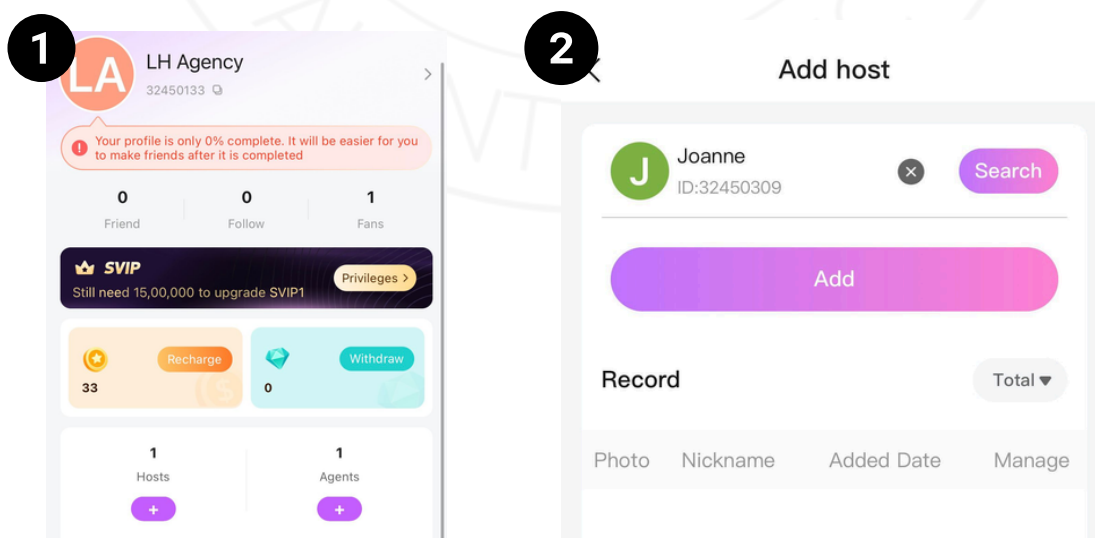 1
LA
LH Agency
32450133
Your profile is only 0% complete. It will be easier for you
to make friends after it is completed
0
0
1
Friend
Follow
Fans
SVIP
Still need 15,00,000 to upgrade SVIP1
Privileges >
Recharge
Withdraw
33
0
1
1
Hosts
Agents
+
+
2
Add host
J
Joanne
ID:32450309
Search
Add
Record
Total
Photo Nickname Added Date Manage